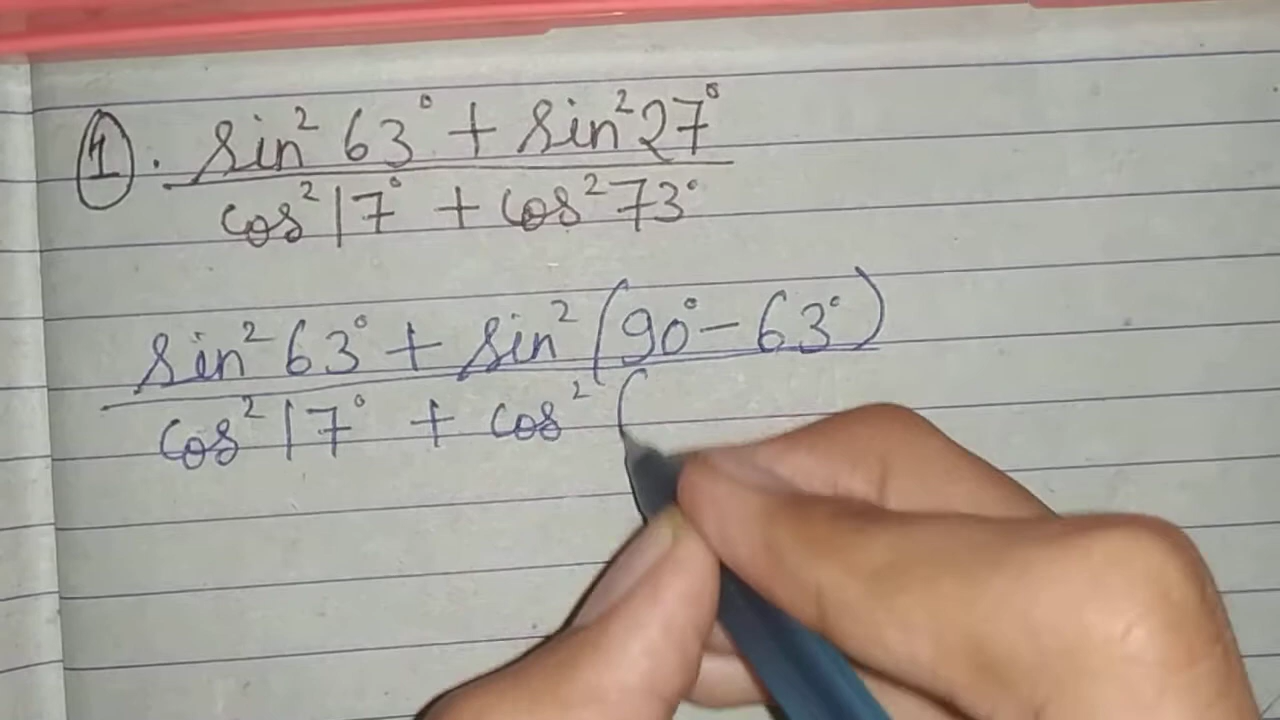 1. sin² 63° + sin² 27°
cos² 17° + cos² 73°
sin² 63° + sin² (90° - 63°)
cos² 17° + cos² (